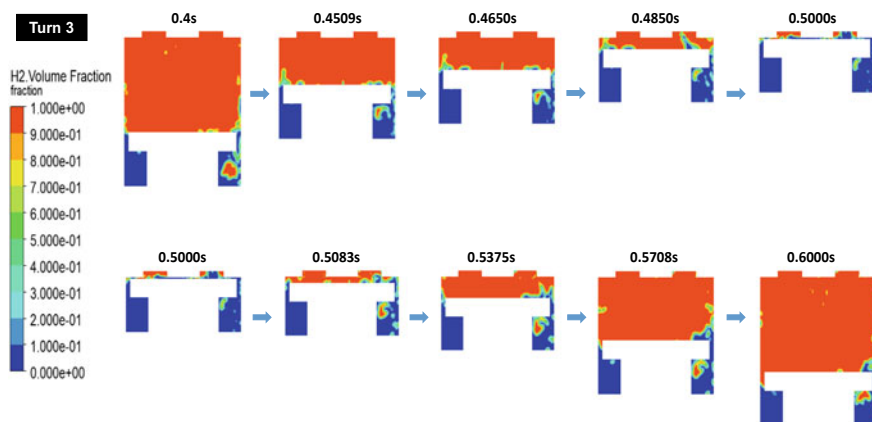 Turn 3
0.4s
0.4509s
0.4650s
0.4850s
0.5000s
H2.Volume Fraction
fraction
1.000e+00
9.000e-01
8.000e-01
7.000e-01
6.000e-01
5.000e-01
4.000e-01
3.000e-01
2.000e-01
1.000e-01
0.000e+00
0.5000s
0.5083s
0.5375s
0.5708s
0.6000s